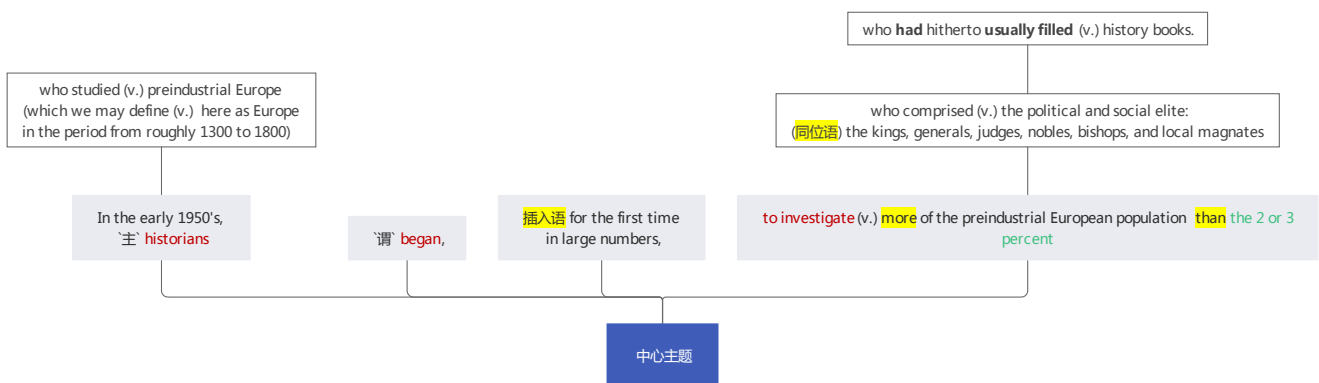 who had hitherto usually filled (v.) history books.
who studied (v.) preindustrial Europe
(which we may define (v.) here as Europe
in the period from roughly 1300 to 1800)
who comprised (v.) the political and social elite:
(同位语) the kings, generals, judges, nobles, bishops, and local magnates
In the early 1950's,
`主` historians
`谓` began,
插入语 for the first time
in large numbers,
to investigate (v.) more of the preindustrial European population than the 2 or 3
percent
中心主题